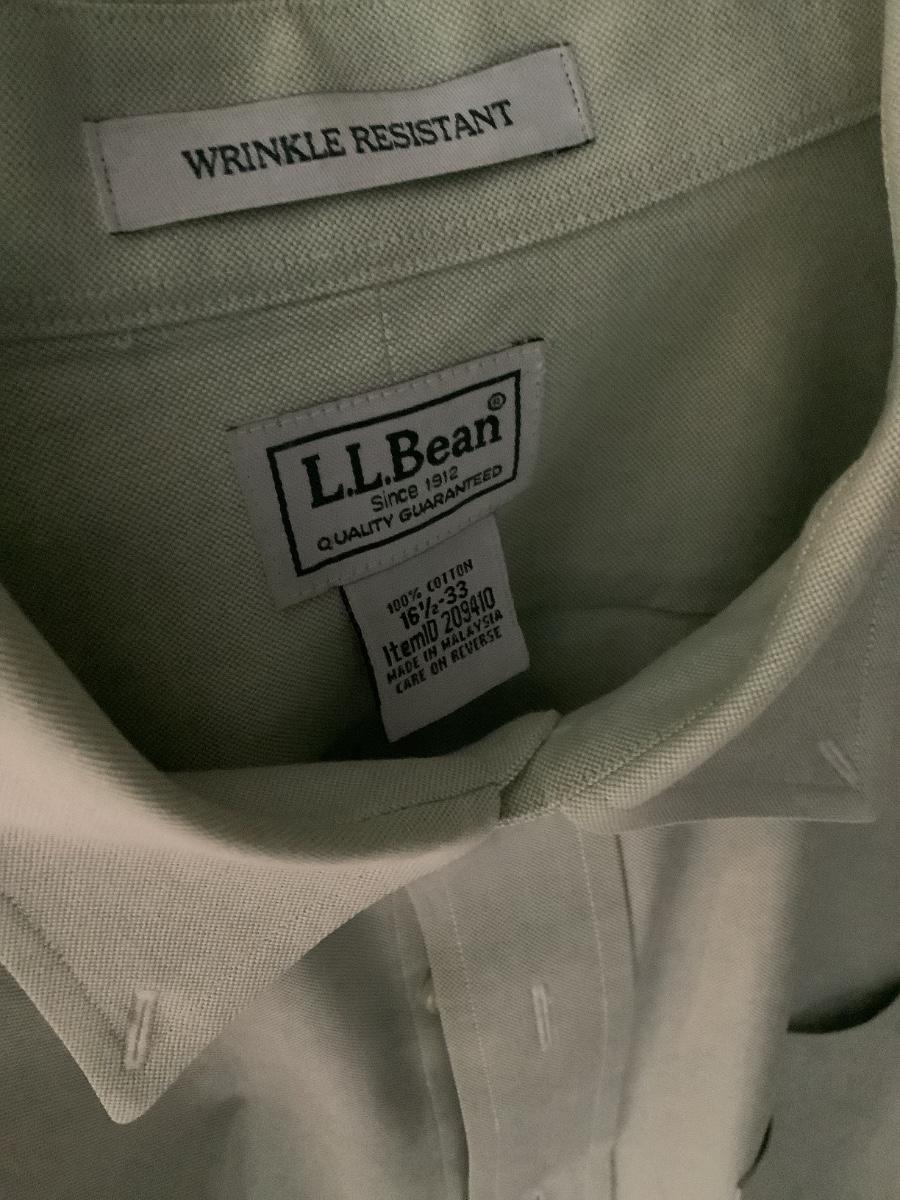 WRINKLE RESISTANT
L.L.Bean®
Since 1912
QUALITY GUARANTEED
100% COTTON
16½-33
ItemID 209410
MADE IN MALAYSIA
CARE ON REVERSE